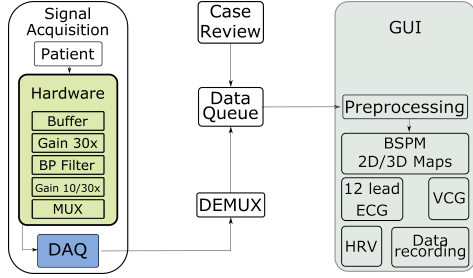 Signal
Acquisition
Patient
Hardware
Buffer
Gain 30x
BP Filter
Gain 10/30x
MUX
DAQ
Case
Review
Data
Queue
DEMUX
GUI
Preprocessing
BSPM
2D/3D Maps
12 lead
ECG
VCG
HRV
Data
recording